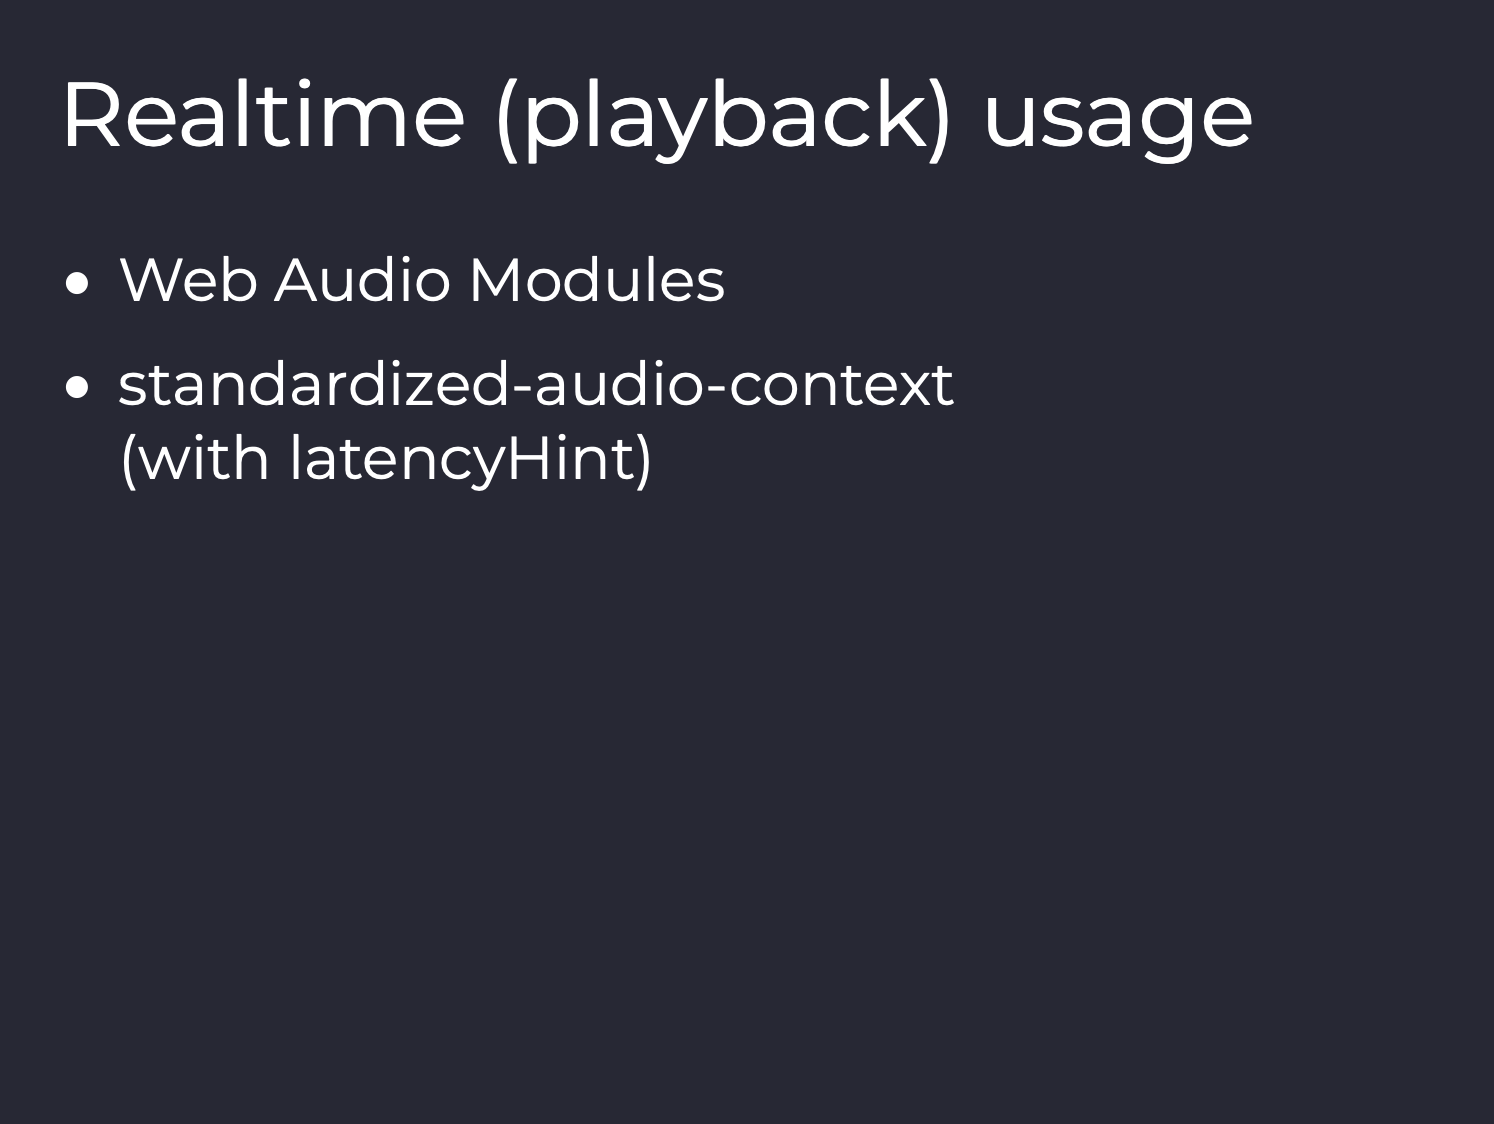 Realtime (playback) usage
• Web Audio Modules
• standardized-audio-context
(with latencyHint)